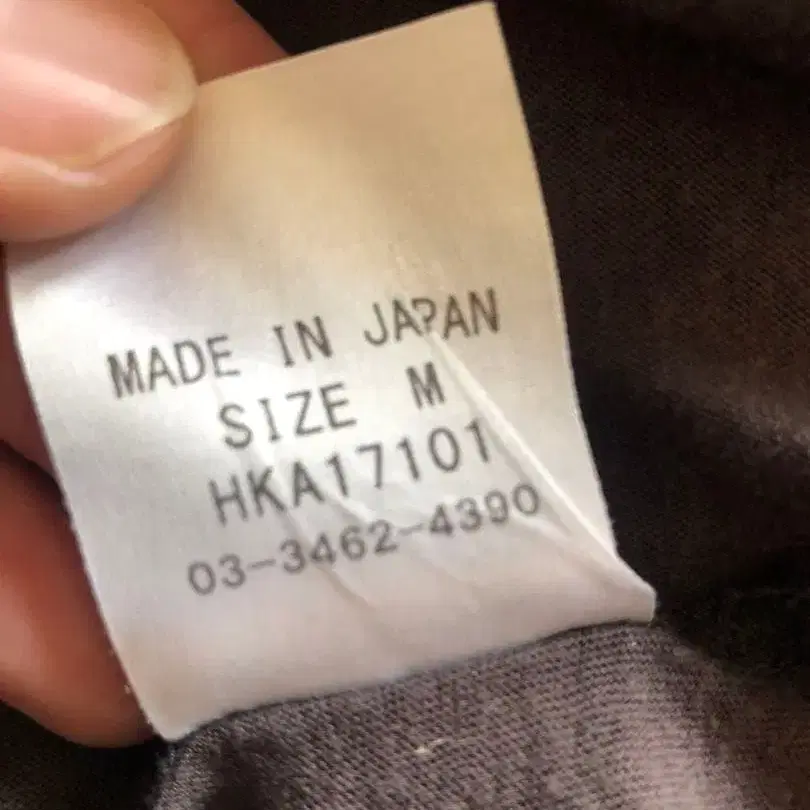 MADE IN JAPAN
SIZE M
HKA17101
03-3462-4390